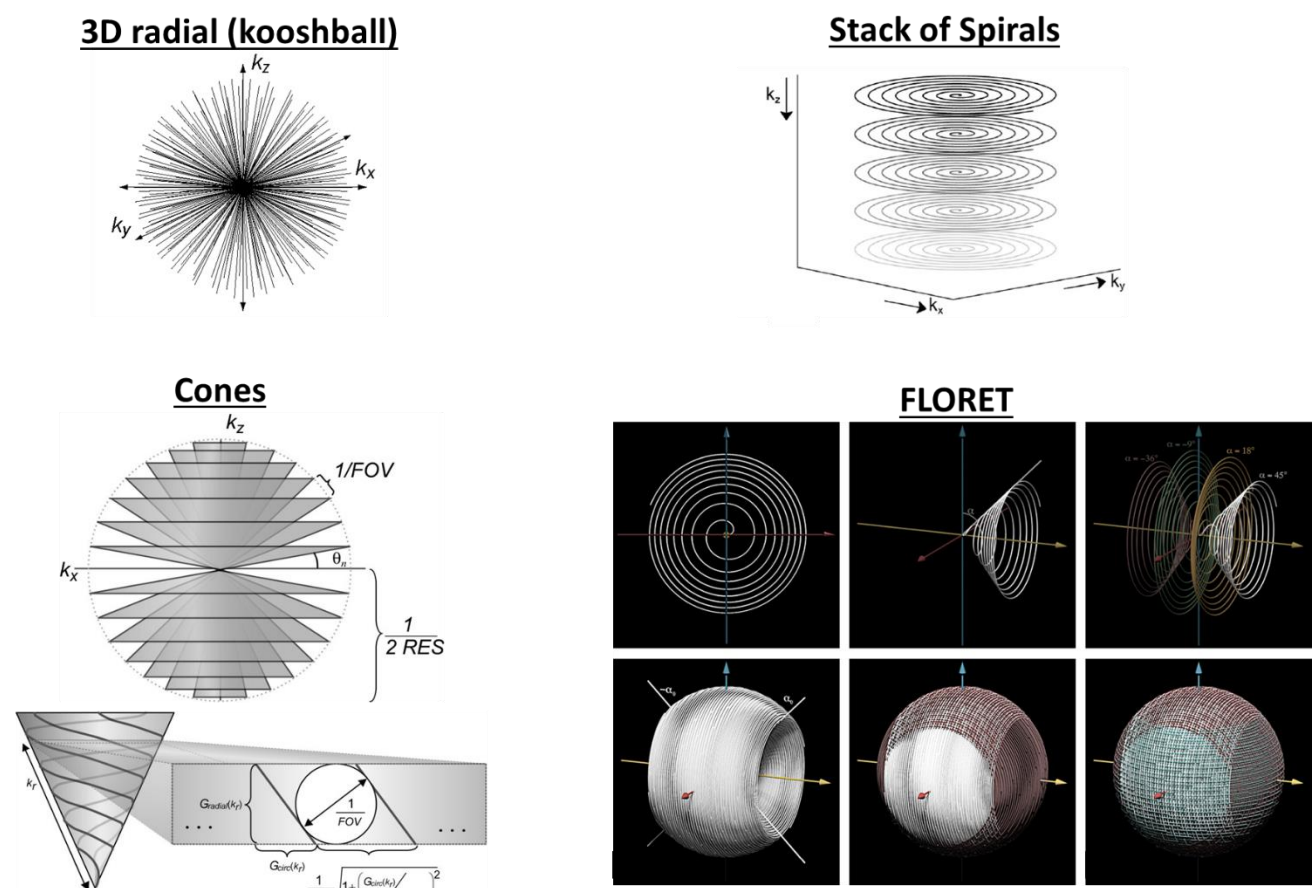 3D radial (kooshball)
kz
kx
ky
Stack of Spirals
kz
kx
ky
Cones
kz
1/FOV
θn
kx
1
2 RES
kr
Gradial(kr)
1
FOV
. . .
. . .
Gcirc(kr)
FLORET
α
α = −36°
α = −9°
α = 18°
α = 45°
−α0
α0